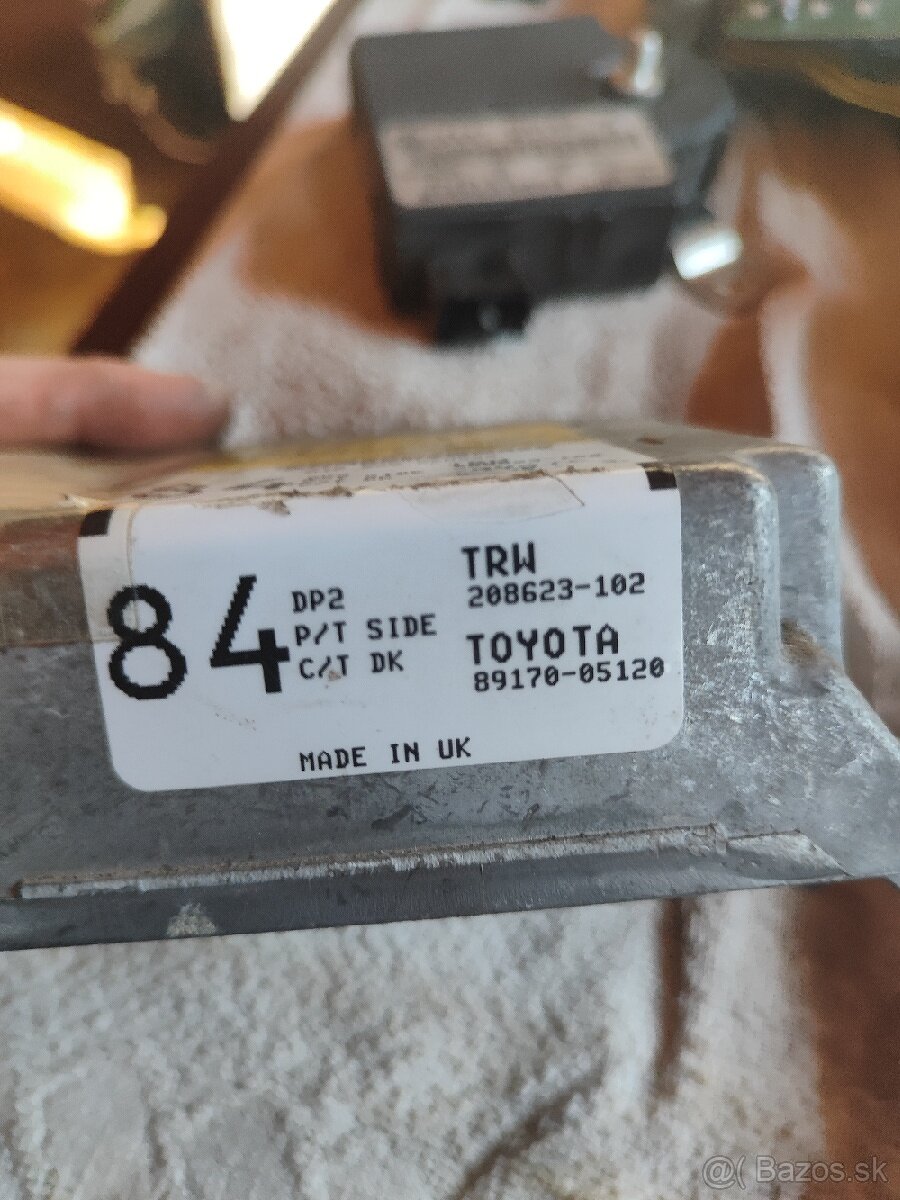 84
DP2
P/T SIDE
C/T DK
TRW
208623-102
TOYOTA
89170-05120
MADE IN UK
@( Bazos.sk